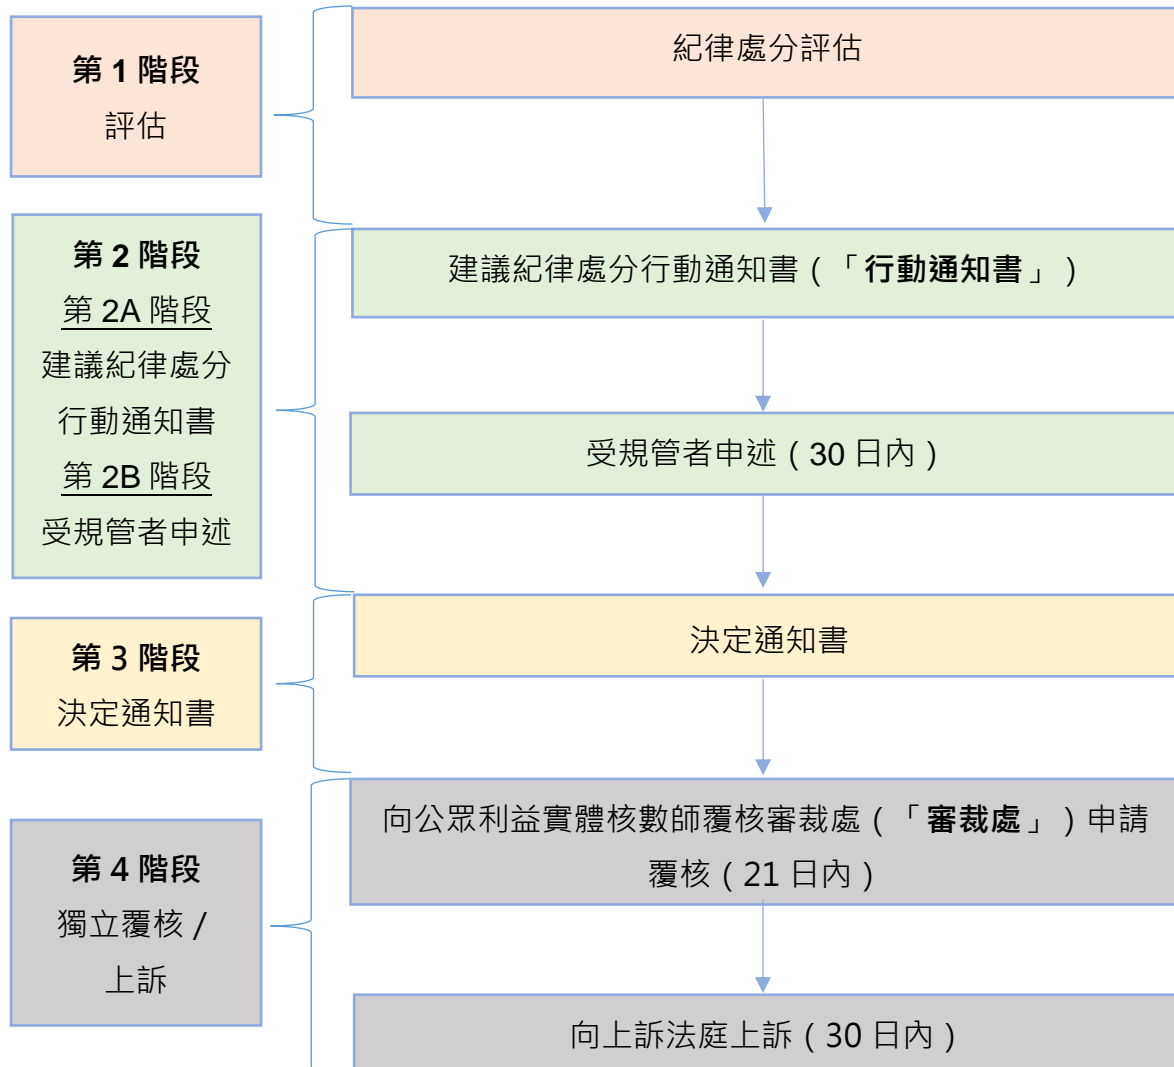 第 1 階段
評估
紀律處分評估
第 2 階段
第 2A 階段
建議紀律處分
行動通知書
第 2B 階段
受規管者申述
建議紀律處分行動通知書（「行動通知書」）
受規管者申述（30 日內）
第 3 階段
決定通知書
決定通知書
第 4 階段
獨立覆核 /
上訴
向公眾利益實體核數師覆核審裁處（「審裁處」）申請
覆核（21 日內）
向上訴法庭上訴（30 日內）